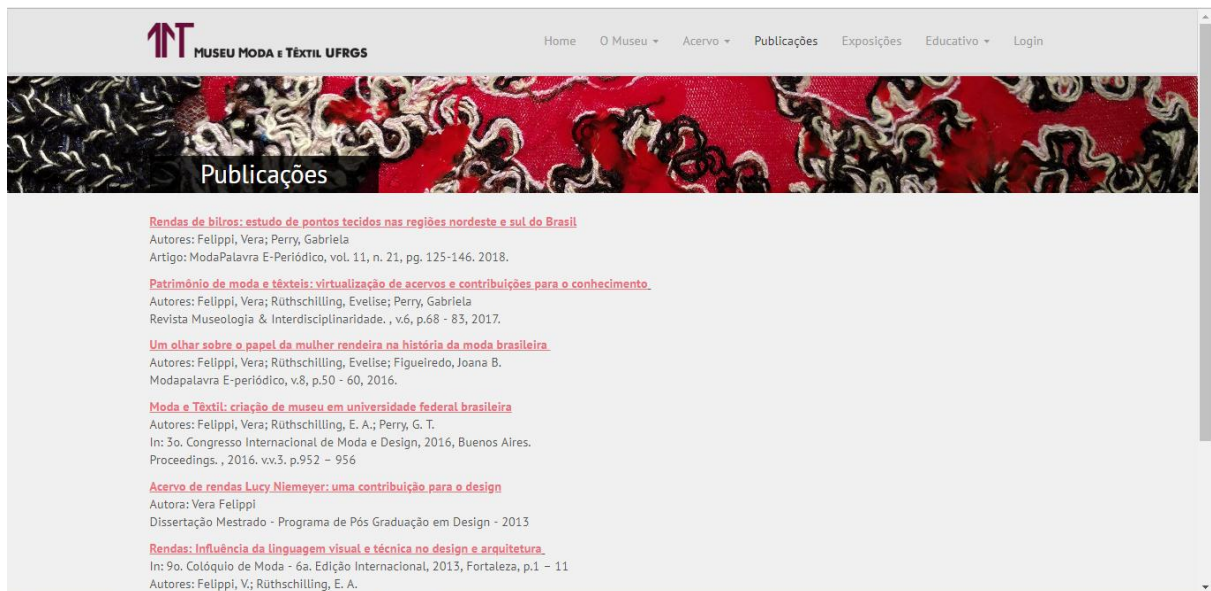 MUSEU MODA E TÊXTIL UFRGS
Home O Museu Acervo Publicações Exposições Educativo Login
Publicações
Rendas de bilros: estudo de pontos tecidos nas regiões nordeste e sul do Brasil
Autores: Felippi, Vera; Perry, Gabriela
Artigo: ModaPalavra E-Periódico, vol. 11, n. 21, pg. 125-146. 2018.
Patrimônio de moda e têxteis: virtualização de acervos e contribuições para o conhecimento
Autores: Felippi, Vera; Rüthschilling, Evelise; Perry, Gabriela
Revista Museologia & Interdisciplinaridade. , v.6, p.68 - 83, 2017.
Um olhar sobre o papel da mulher rendeira na história da moda brasileira
Autores: Felippi, Vera; Rüthschilling, Evelise; Figueiredo, Joana B.
Modapalavra E-periódico, v.8, p.50 - 60, 2016.
Moda e Têxtil: criação de museu em universidade federal brasileira
Autores: Felippi, Vera; Rüthschilling, E. A.; Perry, G. T.
In: 3o. Congresso Internacional de Moda e Design, 2016, Buenos Aires.
Proceedings. , 2016. v.v.3. p.952 – 956
Acervo de rendas Lucy Niemeyer: uma contribuição para o design
Autora: Vera Felippi
Dissertação Mestrado - Programa de Pós Graduação em Design - 2013
Rendas: Influência da linguagem visual e técnica no design e arquitetura
In: 9o. Colóquio de Moda - 6a. Edição Internacional, 2013, Fortaleza, p.1 – 11
Autores: Felippi, V.; Rüthschilling, E. A.